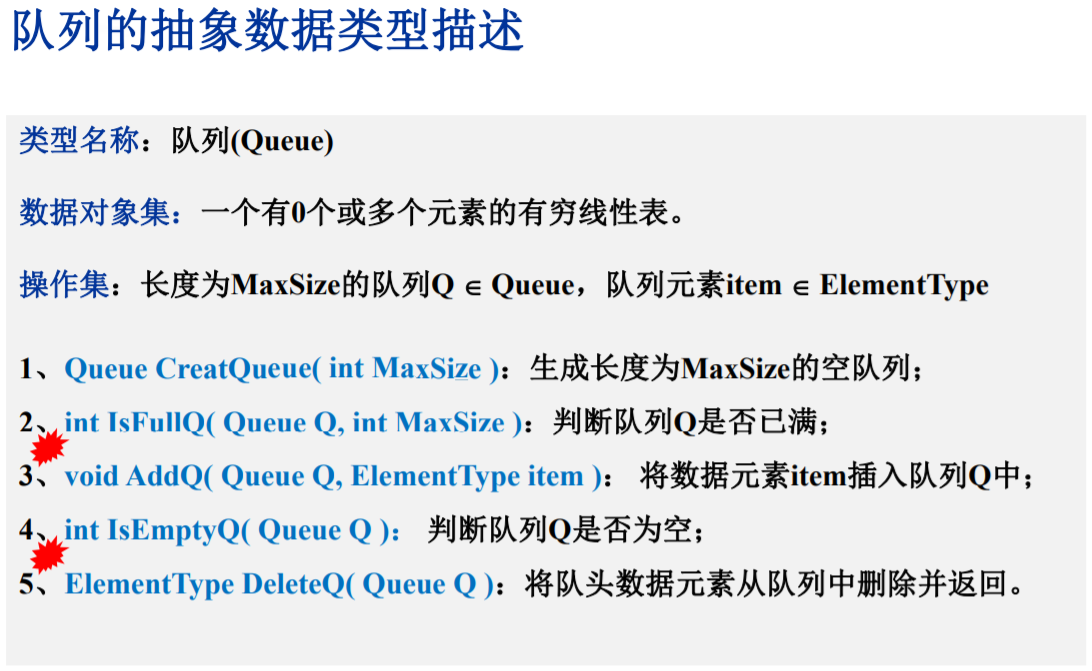 队列的抽象数据类型描述
类型名称：队列(Queue)
数据对象集：一个有0个或多个元素的有穷线性表。
操作集：长度为MaxSize的队列Q ∈ Queue，队列元素item ∈ ElementType
1、Queue CreatQueue( int MaxSize )：生成长度为MaxSize的空队列；
2、int IsFullQ( Queue Q, int MaxSize )：判断队列Q是否已满；
3、void AddQ( Queue Q, ElementType item )： 将数据元素item插入队列Q中；
4、int IsEmptyQ( Queue Q )： 判断队列Q是否为空；
5、ElementType DeleteQ( Queue Q )：将队头数据元素从队列中删除并返回。